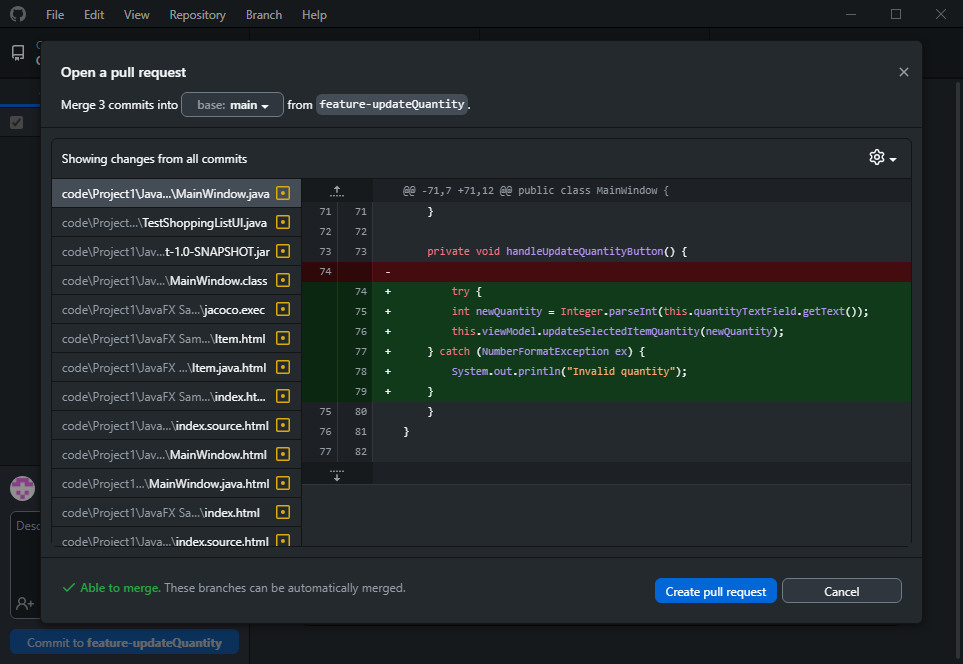 File Edit View Repository Branch Help
Open a pull request
Merge 3 commits into base: main from feature-updateQuantity.
Showing changes from all commits
code\Project1\Java...\MainWindow.java
code\Project...\TestShoppingListUI.java
code\Project1\Jav...t-1.0-SNAPSHOT.jar
code\Project1\Jav...\MainWindow.class
code\Project1\JavaFX Sa...\jacoco.exec
code\Project1\JavaFX Sam...\Item.html
code\Project1\JavaFX ...\Item.java.html
code\Project1\JavaFX Sam...\index.ht...
code\Project1\Java...\index.source.html
code\Project1\Jav...\MainWindow.html
code\Project1...\MainWindow.java.html
code\Project1\JavaFX Sa...\index.html
code\Project1\Java...\index.source.html
@@ -71,7 +71,12 @@ public class MainWindow {
71 71 }
72 72
73 73 private void handleUpdateQuantityButton() {
74 -
74 + try {
75 + int newQuantity = Integer.parseInt(this.quantityTextField.getText());
76 + this.viewModel.updateSelectedItemQuantity(newQuantity);
77 + } catch (NumberFormatException ex) {
78 + System.out.println("Invalid quantity");
79 + }
75 80 }
76 81 }
77 82
Desc
Able to merge. These branches can be automatically merged.
Create pull request
Cancel
Commit to feature-updateQuantity